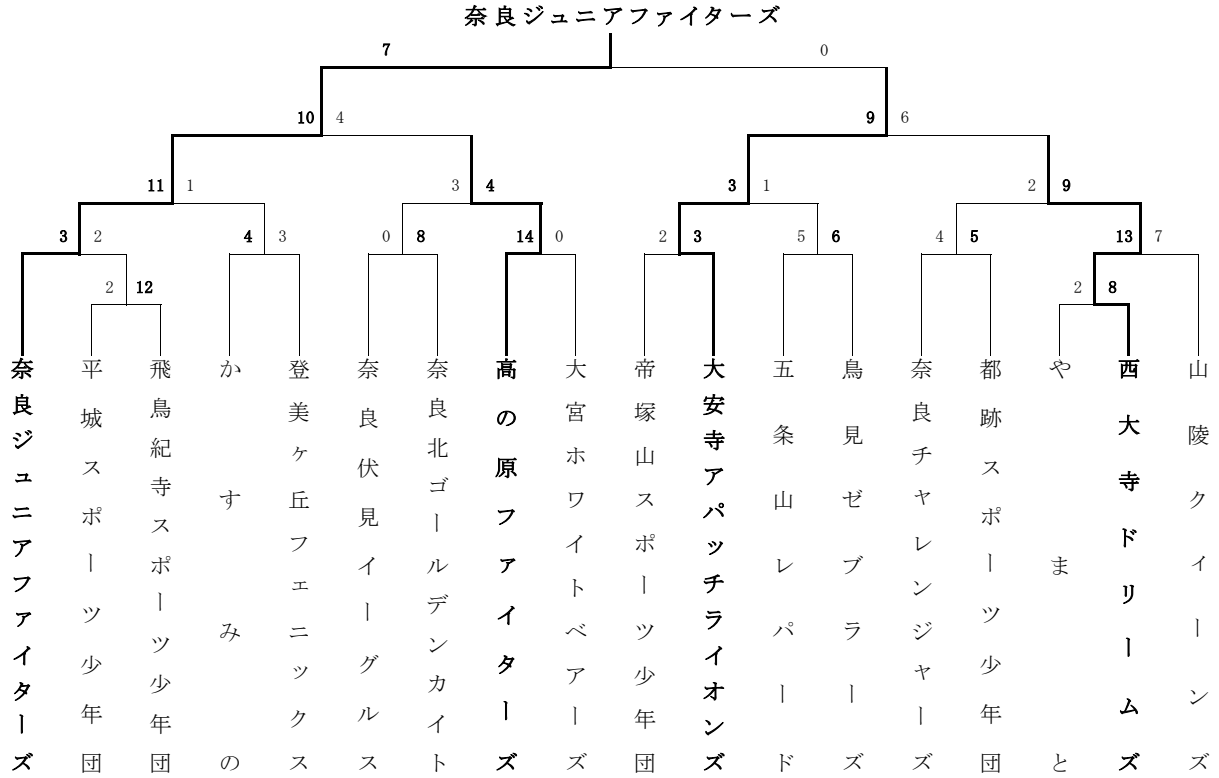 奈良ジュニアファイターズ
7 0
10 4 9 6
11 1 3 4 3 1 2 9
3 2 4 3 0 8 14 0 2 3 5 6 4 5 13 7
2 12 2 8
奈良ジュニアファイターズ
平城スポーツ少年団
飛鳥紀寺スポーツ少年団
かすみの
登美ヶ丘フェニックス
奈良伏見イーグルス
奈良北ゴールデンカイト
高の原ファイターズ
大宮ホワイトベアーズ
帝塚山スポーツ少年団
大安寺アパッチライオンズ
五条山レパード
鳥見ゼブラーズ
奈良チャレンジャーズ
都跡スポーツ少年団
やまと
西大寺ドリームズ
山陵クィーンズ